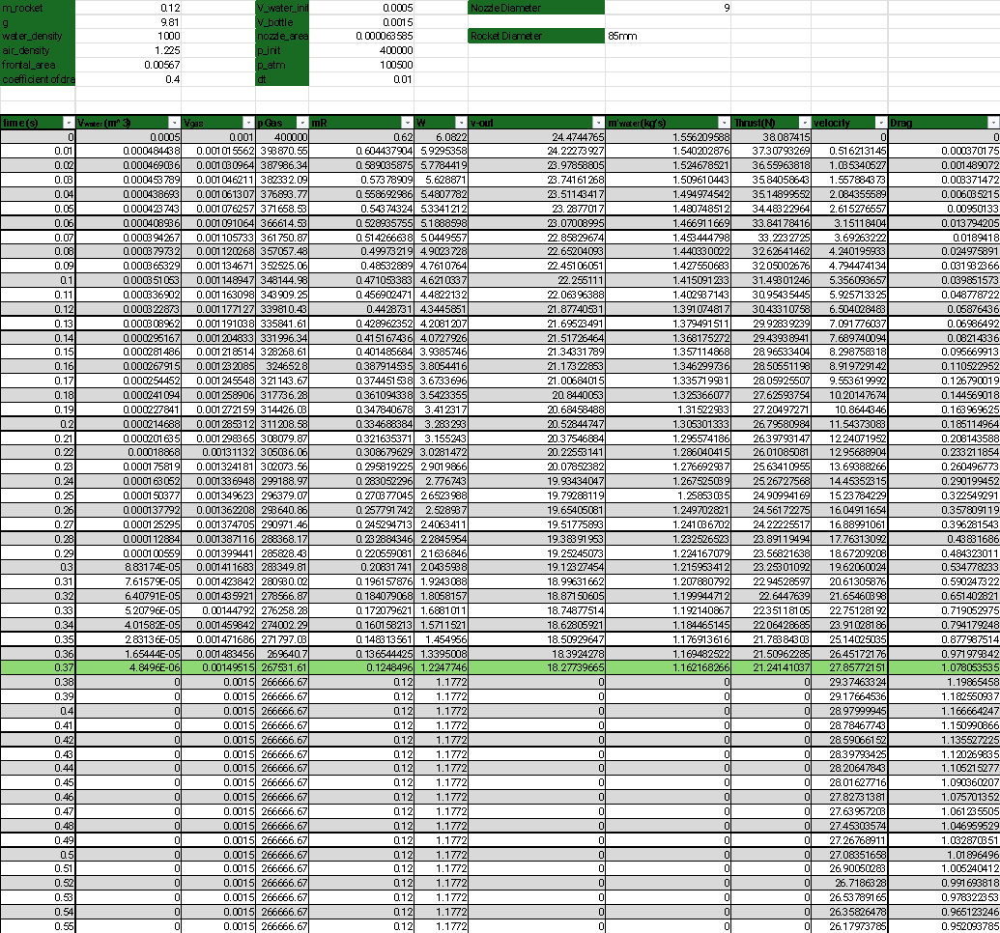 m_rocket 0.12 V_water_init 0.0005 Nozzle Diameter 9
g 9.81 V_bottle 0.0015
water_density 1000 nozzle_area 0.000063585 Rocket Diameter 85mm
air_density 1.225 p_init 400000
frontal_area 0.00567 p_atm 100500
coefficient of dra 0.4 dt 0.01
time (s) Vwater (m^3) Vgas p Gas mR W v-out m'water(kg's) Thrust(N) velocity Drag
0 0.0005 0.001 400000 0.62 6.0822 24.4744765 1.556209588 38.087415 0 0
0.01 0.000484438 0.001015562 393870.55 0.604437904 5.9295358 24.22273927 1.540202876 37.30793269 0.516213145 0.000370175
0.02 0.000469036 0.001030964 387986.34 0.589035875 5.7784419 23.97858805 1.524678521 36.55963818 1.035340527 0.001489072
0.03 0.000453789 0.001046211 382332.09 0.57378909 5.628871 23.74161268 1.509610443 35.84058643 1.557884373 0.003371472
0.04 0.000438693 0.001061307 376893.77 0.558692986 5.4807782 23.51143417 1.494974542 35.14899552 2.084355589 0.006035215
0.05 0.000423743 0.001076257 371658.53 0.54374324 5.3341212 23.2877017 1.480748512 34.48322964 2.615276557 0.00950133
0.06 0.000408936 0.001091064 366614.53 0.528935755 5.1888598 23.07008995 1.466911669 33.84178416 3.15118404 0.013794205
0.07 0.000394267 0.001105733 361750.87 0.514266638 5.0449557 22.85829674 1.453444798 33.2232725 3.69263222 0.0189418
0.08 0.000379732 0.001120268 357057.48 0.49973219 4.9023728 22.65204093 1.440330022 32.62641462 4.240195933 0.024975891
0.09 0.000365329 0.001134671 352525.06 0.48532889 4.7610764 22.45106051 1.427550683 32.05002676 4.794474134 0.031932366
0.1 0.000351053 0.001148947 348144.98 0.471053383 4.6210337 22.255111 1.415091233 31.49301246 5.356093657 0.039851573
0.11 0.000336902 0.001163098 343909.25 0.456902471 4.4822132 22.06396388 1.402937143 30.95435445 5.925713325 0.048778722
0.12 0.000322873 0.001177127 339810.43 0.4428731 4.3445851 21.87740531 1.391074817 30.43310758 6.504028483 0.05876436
0.13 0.000308962 0.001191038 335841.61 0.428962352 4.2081207 21.69523491 1.379491511 29.92839239 7.091776037 0.06986492
0.14 0.000295167 0.001204833 331996.34 0.415167436 4.0727926 21.51726464 1.368175272 29.43938941 7.689740094 0.08214336
0.15 0.000281486 0.001218514 328268.61 0.401485684 3.9385746 21.34331789 1.357114868 28.96533404 8.298758318 0.095669913
0.16 0.000267915 0.001232085 324652.8 0.387914535 3.8054416 21.17322853 1.346299736 28.50551198 8.919729142 0.110522952
0.17 0.000254452 0.001245548 321143.67 0.374451538 3.6733696 21.00684015 1.335719931 28.05925507 9.553619992 0.126790019
0.18 0.000241094 0.001258906 317736.28 0.361094338 3.5423355 20.8440053 1.325366077 27.62593754 10.20147674 0.144569018
0.19 0.000227841 0.001272159 314426.03 0.347840678 3.412317 20.68458488 1.31522933 27.20497271 10.8644346 0.163969625
0.2 0.000214688 0.001285312 311208.58 0.334688384 3.283293 20.52844747 1.305301333 26.79580984 11.54373083 0.185114964
0.21 0.000201635 0.001298365 308079.87 0.321635371 3.155243 20.37546884 1.295574186 26.39793147 12.24071952 0.208143588
0.22 0.00018868 0.00131132 305036.06 0.308679629 3.0281472 20.22553141 1.286040415 26.01085081 12.95688904 0.233211854
0.23 0.000175819 0.001324181 302073.56 0.295819225 2.9019866 20.07852382 1.276692937 25.63410955 13.69388266 0.260496773
0.24 0.000163052 0.001336948 299188.97 0.283052296 2.776743 19.93434047 1.267525039 25.26727568 14.45352315 0.290199452
0.25 0.000150377 0.001349623 296379.07 0.270377045 2.6523988 19.79288119 1.25853035 24.90994169 15.23784229 0.322549291
0.26 0.000137792 0.001362208 293640.86 0.257791742 2.528937 19.65405081 1.249702821 24.56172275 16.04911654 0.357809119
0.27 0.000125295 0.001374705 290971.46 0.245294713 2.4063411 19.51775893 1.241036702 24.22225517 16.88991061 0.396281543
0.28 0.000112884 0.001387116 288368.17 0.232884346 2.2845954 19.38391953 1.232526523 23.89119494 17.76313092 0.43831686
0.29 0.000100559 0.001399441 285828.43 0.220559081 2.1636846 19.25245073 1.224167079 23.56821638 18.67209208 0.484323011
0.3 8.83174E-05 0.001411683 283349.81 0.20831741 2.0435938 19.12327454 1.215953412 23.25301092 19.62060024 0.534778233
0.31 7.61579E-05 0.001423842 280930.02 0.196157876 1.9243088 18.99631662 1.207880792 22.94528597 20.61305876 0.590247322
0.32 6.40791E-05 0.001435921 278566.87 0.184079068 1.8058157 18.87150605 1.199944712 22.6447639 21.65460398 0.651402821
0.33 5.20796E-05 0.00144792 276258.28 0.172079621 1.6881011 18.74877514 1.192140867 22.35118105 22.75128192 0.719052975
0.34 4.01582E-05 0.001459842 274002.29 0.160158213 1.5711521 18.62805921 1.184465145 22.06428685 23.91028186 0.794179248
0.35 2.83136E-05 0.001471686 271797.03 0.148313561 1.454956 18.50929647 1.176913616 21.78384303 25.14024035 0.877987514
0.36 1.65444E-05 0.001483456 269640.7 0.136544425 1.3395008 18.3924278 1.169482522 21.50962285 26.45172176 0.971979342
0.37 4.8496E-06 0.00149515 267531.61 0.1248496 1.2247746 18.27739665 1.162168266 21.24141037 27.85772151 1.078053535
0.38 0 0.0015 266666.67 0.12 1.1772 0 0 0 29.37463324 1.19865458
0.39 0 0.0015 266666.67 0.12 1.1772 0 0 0 29.17664536 1.182550937
0.4 0 0.0015 266666.67 0.12 1.1772 0 0 0 28.97999945 1.166664247
0.41 0 0.0015 266666.67 0.12 1.1772 0 0 0 28.78467743 1.150990866
0.42 0 0.0015 266666.67 0.12 1.1772 0 0 0 28.59066152 1.135527225
0.43 0 0.0015 266666.67 0.12 1.1772 0 0 0 28.39793425 1.120269835
0.44 0 0.0015 266666.67 0.12 1.1772 0 0 0 28.20647843 1.105215277
0.45 0 0.0015 266666.67 0.12 1.1772 0 0 0 28.01627716 1.090360207
0.46 0 0.0015 266666.67 0.12 1.1772 0 0 0 27.82731381 1.075701352
0.47 0 0.0015 266666.67 0.12 1.1772 0 0 0 27.63957203 1.061235505
0.48 0 0.0015 266666.67 0.12 1.1772 0 0 0 27.45303574 1.046959529
0.49 0 0.0015 266666.67 0.12 1.1772 0 0 0 27.26768911 1.032870351
0.5 0 0.0015 266666.67 0.12 1.1772 0 0 0 27.08351658 1.01896496
0.51 0 0.0015 266666.67 0.12 1.1772 0 0 0 26.90050283 1.005240412
0.52 0 0.0015 266666.67 0.12 1.1772 0 0 0 26.7186328 0.991693818
0.53 0 0.0015 266666.67 0.12 1.1772 0 0 0 26.53789165 0.978322353
0.54 0 0.0015 266666.67 0.12 1.1772 0 0 0 26.35826478 0.965123246
0.55 0 0.0015 266666.67 0.12 1.1772 0 0 0 26.17973785 0.952093785